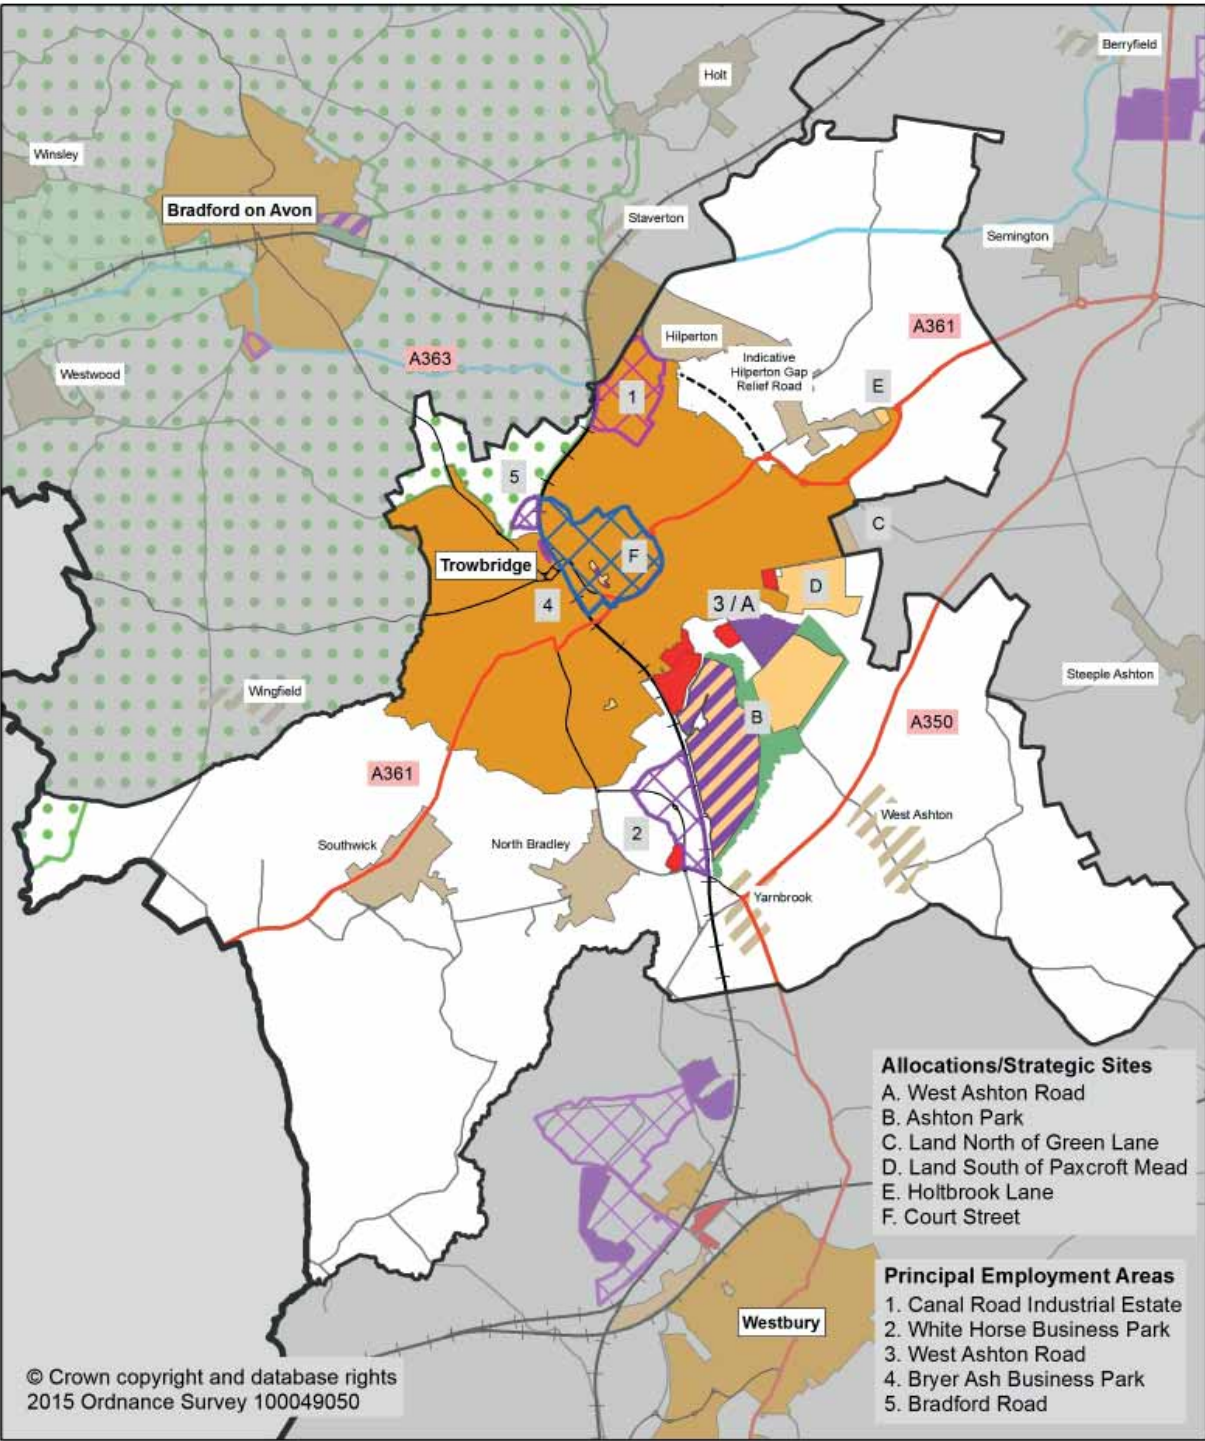 Berryfield
Holt
Winsley
Bradford on Avon
Staverton
Semington
A361
Hilperton
A363
Indicative
Hilperton Gap
Relief Road
Westwood
E
1
5
C
F
Trowbridge
D
4
3 / A
Steeple Ashton
Wingfield
B
A350
A361
West Ashton
2
Southwick
North Bradley
Yarnbrook
Allocations/Strategic Sites
A. West Ashton Road
B. Ashton Park
C. Land North of Green Lane
D. Land South of Paxcroft Mead
E. Holtbrook Lane
F. Court Street
Principal Employment Areas
1. Canal Road Industrial Estate
2. White Horse Business Park
3. West Ashton Road
4. Bryer Ash Business Park
5. Bradford Road
Westbury
© Crown copyright and database rights
2015 Ordnance Survey 100049050